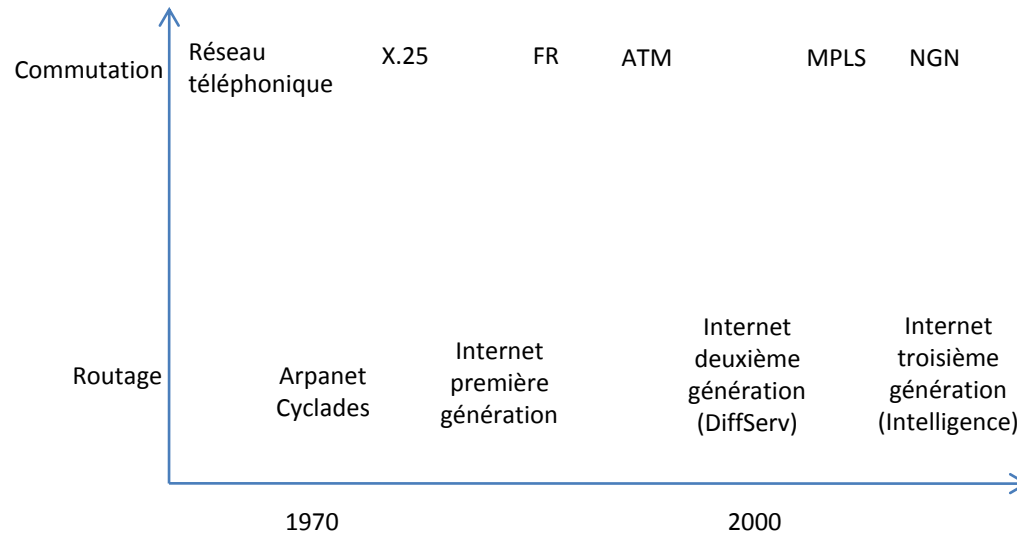 Commutation
Réseau
téléphonique
X.25
FR
ATM
MPLS
NGN
Routage
Arpanet
Cyclades
Internet
première
génération
Internet
deuxième
génération
(DiffServ)
Internet
troisième
génération
(Intelligence)
1970
2000